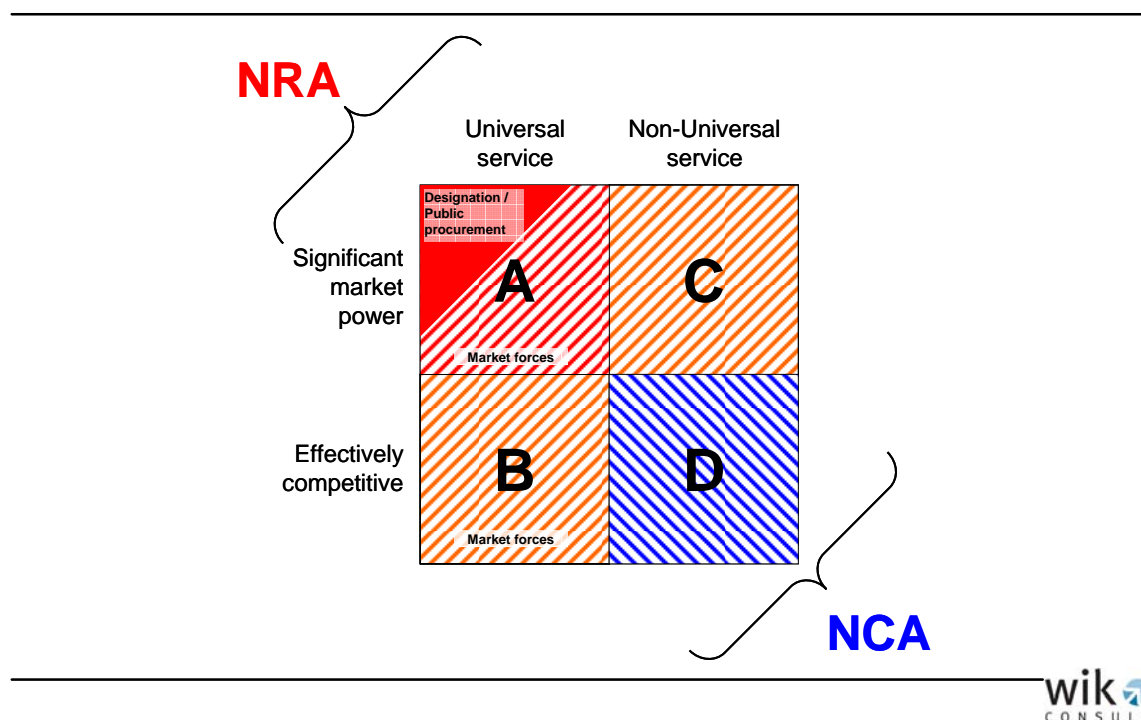 NRA
Universal
service
Non-Universal
service
Designation /
Public
procurement
Significant
market
power
A
C
Market forces
Effectively
competitive
B
D
Market forces
NCA
wik